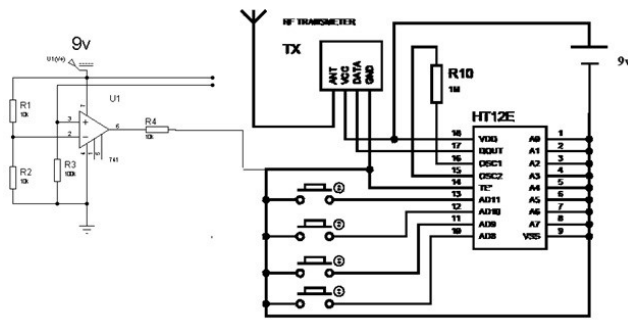 RF TRANSMETER
TX
ANT
VCC
DATA
GND
9v
U1(V+)
U1
R1
10k
R2
10k
R3
100k
R4
10k
3
2
7
6
4
1
5
741
R10
1M
9v
HT12E
18 VDD A0 1
17 DOUT A1 2
16 OSC1 A2 3
15 OSC2 A3 4
14 TE' A4 5
13 AD11 A5 6
12 AD10 A6 7
11 AD9 A7 8
10 AD8 VSS 9